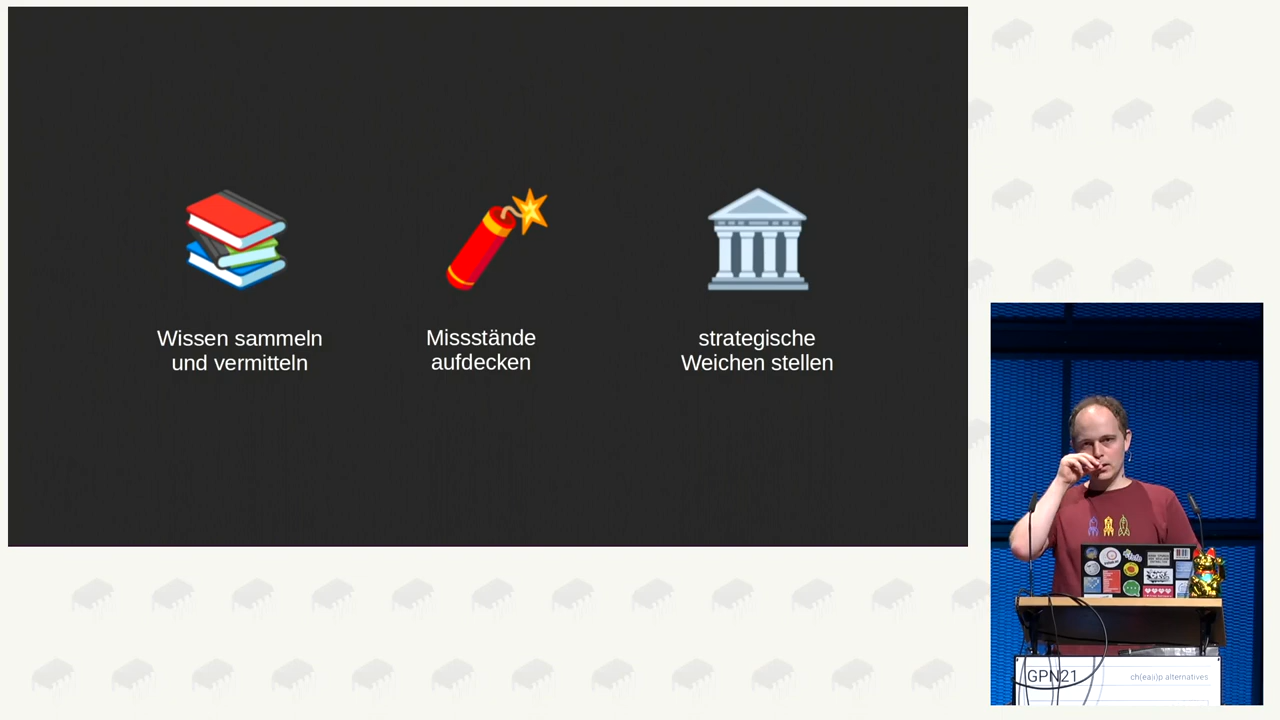 Wissen sammeln
und vermitteln
Missstände
aufdecken
strategische
Weichen stellen
GPN21
ch(ea)i)p alternatives